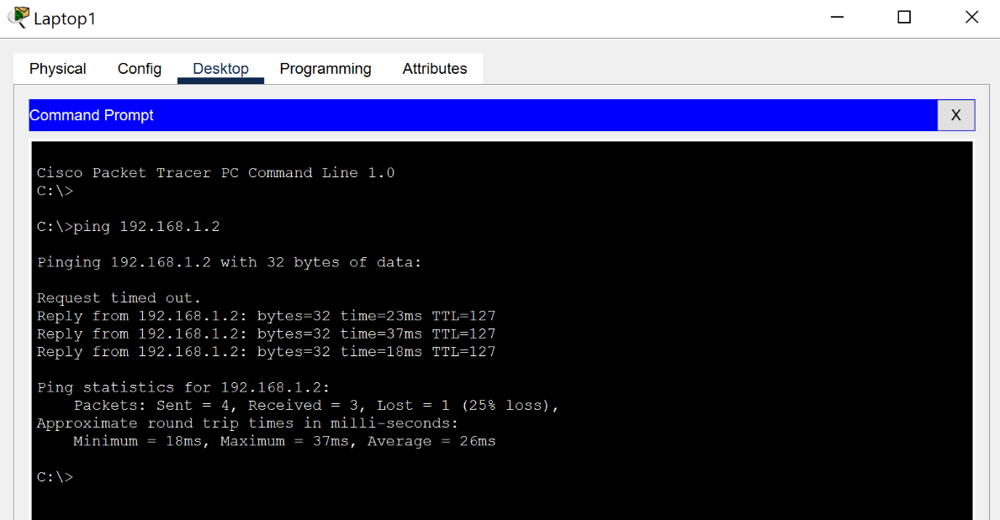 Laptop1
Physical Config Desktop Programming Attributes
Command Prompt X
Cisco Packet Tracer PC Command Line 1.0
C:\>
C:\>ping 192.168.1.2
Pinging 192.168.1.2 with 32 bytes of data:
Request timed out.
Reply from 192.168.1.2: bytes=32 time=23ms TTL=127
Reply from 192.168.1.2: bytes=32 time=37ms TTL=127
Reply from 192.168.1.2: bytes=32 time=18ms TTL=127
Ping statistics for 192.168.1.2:
    Packets: Sent = 4, Received = 3, Lost = 1 (25% loss),
Approximate round trip times in milli-seconds:
    Minimum = 18ms, Maximum = 37ms, Average = 26ms
C:\>